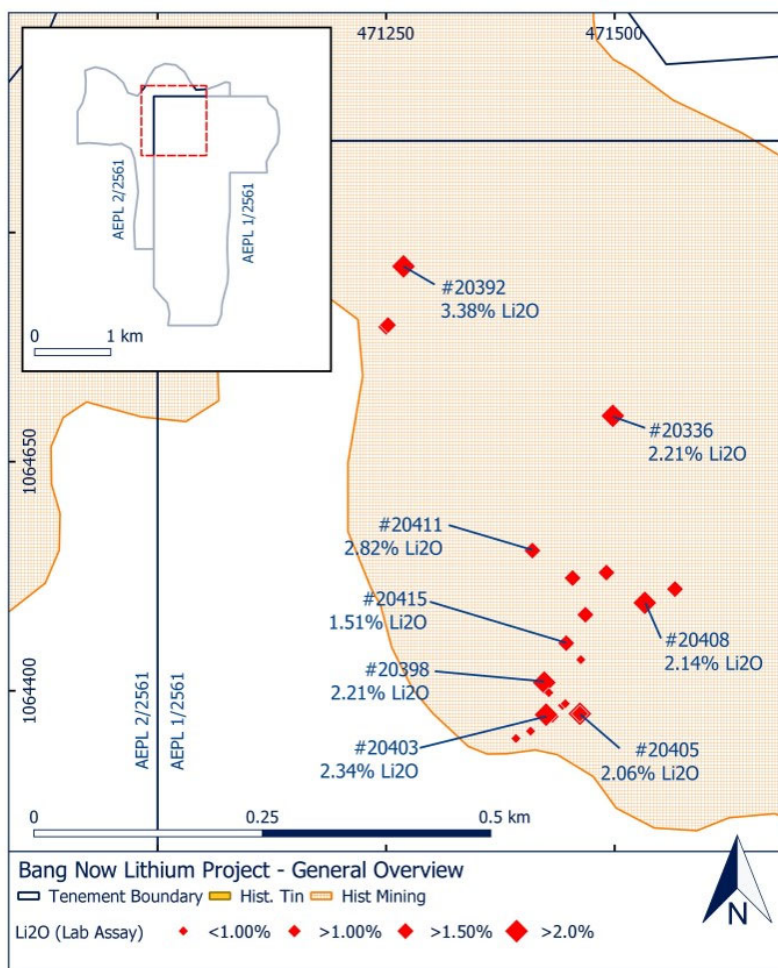 471250
471500
AEPL 2/2561
AEPL 1/2561
0
1 km
#20392
3.38% Li2O
#20336
2.21% Li2O
1064650
#20411
2.82% Li2O
#20415
1.51% Li2O
#20408
2.14% Li2O
#20398
2.21% Li2O
1064400
AEPL 2/2561
AEPL 1/2561
#20403
2.34% Li2O
#20405
2.06% Li2O
0
0.25
0.5 km
Bang Now Lithium Project - General Overview
Tenement Boundary
Hist. Tin
Hist Mining
N
Li2O (Lab Assay)
<1.00%
>1.00%
>1.50%
>2.0%